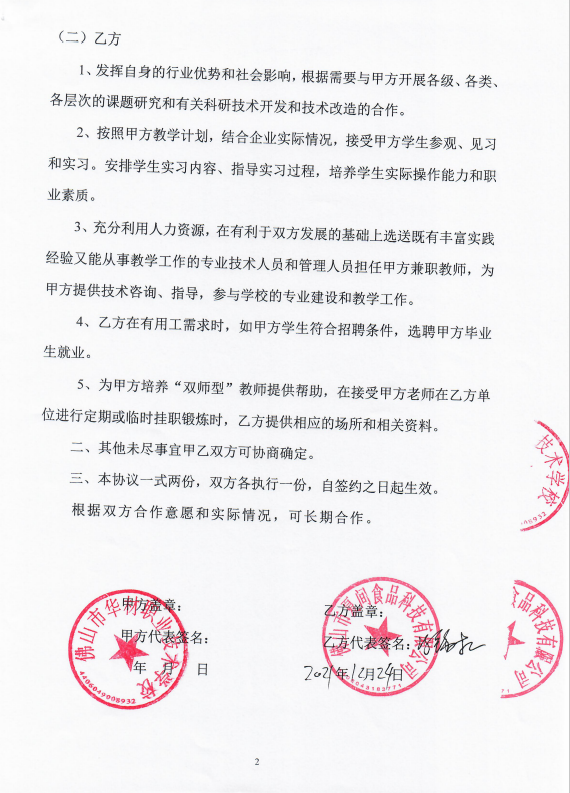 （二）乙方
1、发挥自身的行业优势和社会影响，根据需要与甲方开展各级、各类、
各层次的课题研究和有关科研技术开发和技术改造的合作。
2、按照甲方教学计划，结合企业实际情况，接受甲方学生参观、见习
和实习。安排学生实习内容、指导实习过程，培养学生实际操作能力和职
业素质。
3、充分利用人力资源，在有利于双方发展的基础上选送既有丰富实践
经验又能从事教学工作的专业技术人员和管理人员担任甲方兼职教师，为
甲方提供技术咨询、指导，参与学校的专业建设和教学工作。
4、乙方在有用工需求时，如甲方学生符合招聘条件，选聘甲方毕业
生就业。
5、为甲方培养“双师型”教师提供帮助，在接受甲方老师在乙方单
位进行定期或临时挂职锻炼时，乙方提供相应的场所和相关资料。
二、其他未尽事宜甲乙双方可协商确定。
三、本协议一式两份，双方各执行一份，自签约之日起生效。
根据双方合作意愿和实际情况，可长期合作。
技术学校
甲方盖章：
甲方代表签名：
年 月 日
佛山市华材职业技术学校
4406049008932
乙方盖章：
乙方代表签名：
2021年12月24日
食品科技有限公司
食品科技有限公司
2